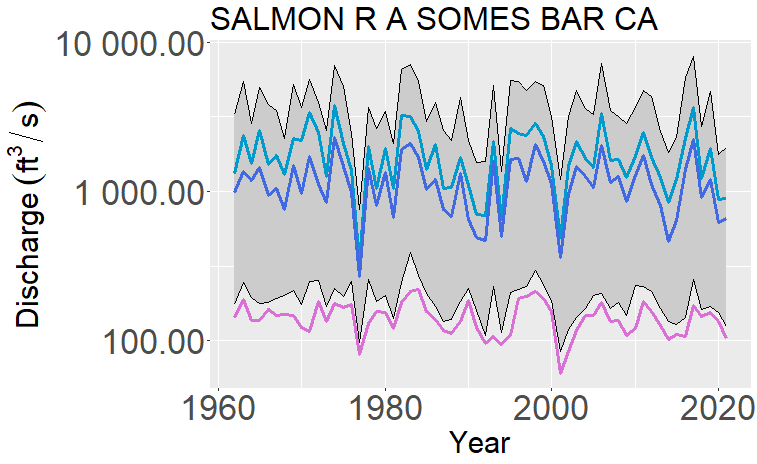 SALMON R A SOMES BAR CA
10 000.00
1 000.00
100.00
Discharge (ft³/s)
1960 1980 2000 2020
Year